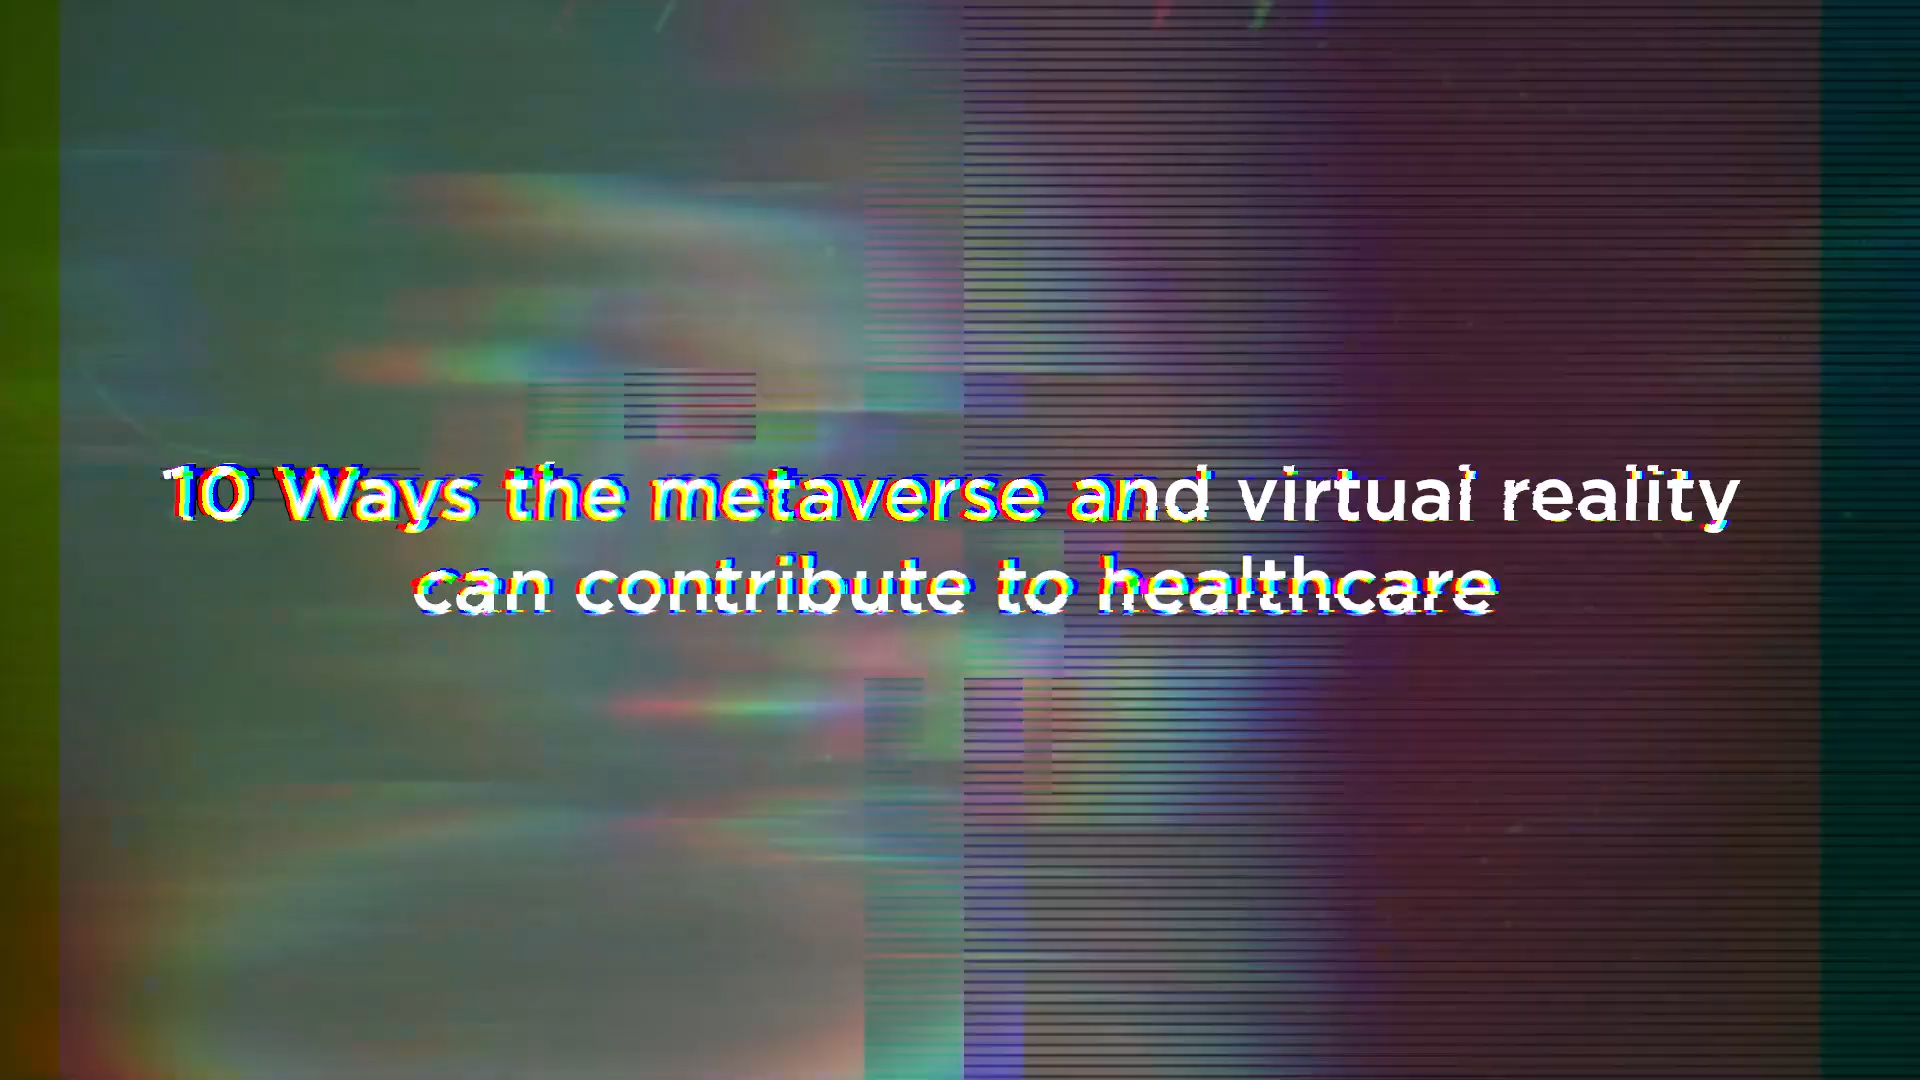 10 Ways the metaverse and virtual reality
can contribute to healthcare